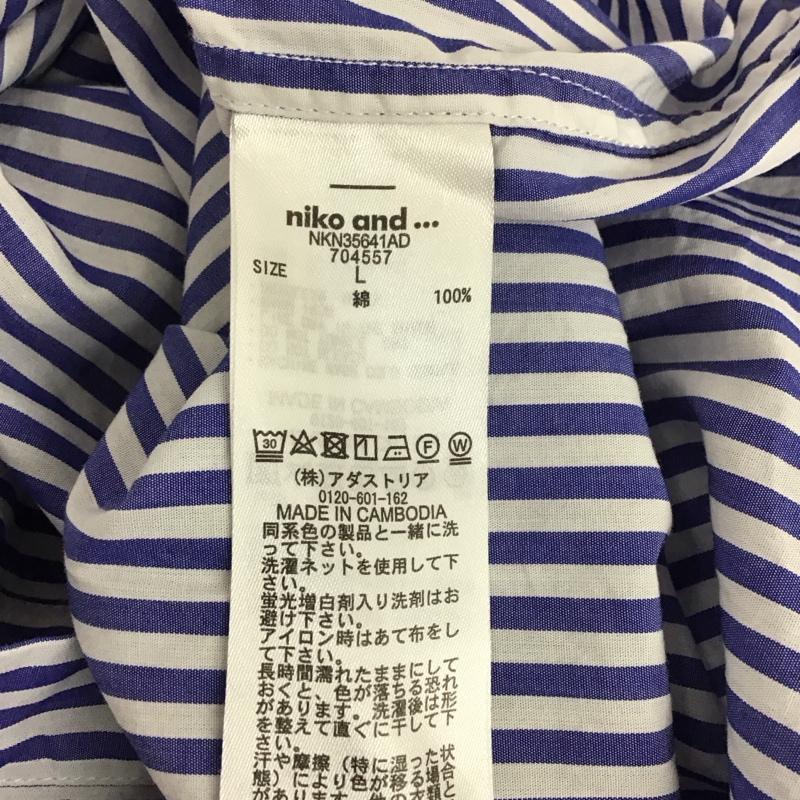 niko and ...
NKN35641AD
704557
SIZE L
綿 100%
30
F W
(株)アダストリア
0120-601-162
MADE IN CAMBODIA
同系色の製品と一緒に洗
って下さい。
洗濯ネットを使用して下
さい。
蛍光増白剤入り洗剤はお
避け下さい。
アイロン時はあて布をし
て下さい。
長時間濡れたままにして
おくと、色が落ちる恐れ
があります。洗濯後は形
を整えて直ぐに干して下
さい。
汗や摩擦(特に湿った状
態)により色が移る場合と